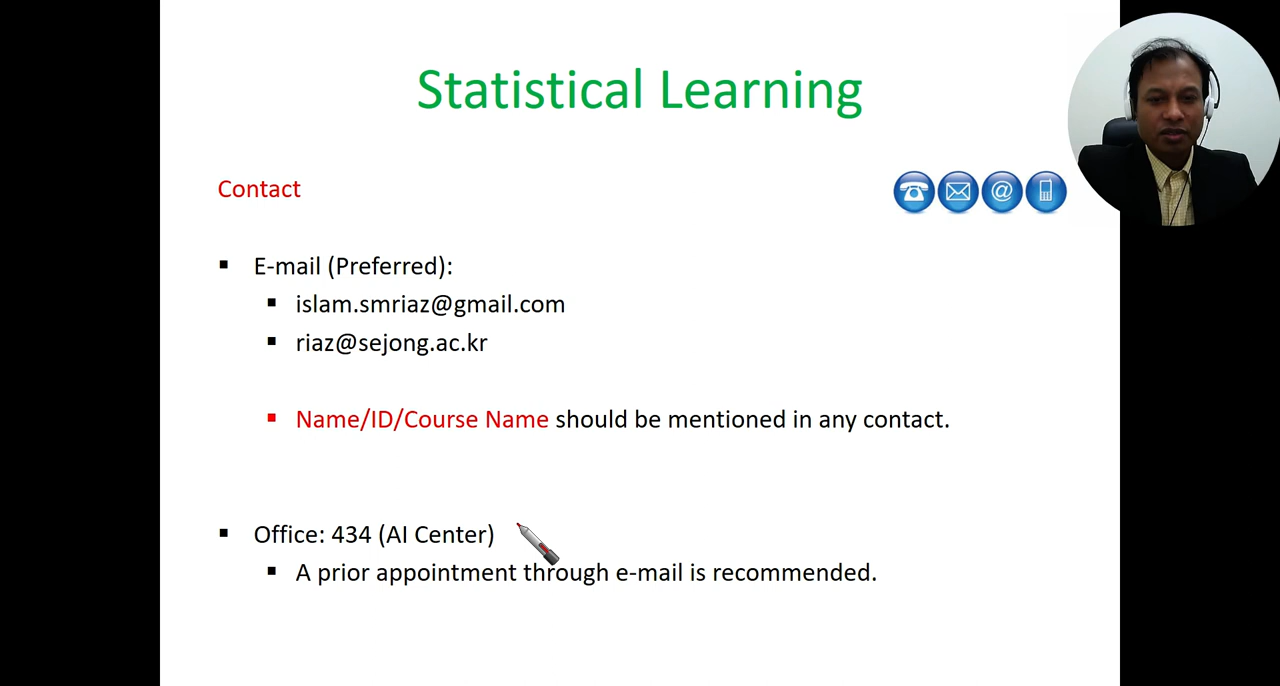 Statistical Learning
Contact
E-mail (Preferred):
islam.smriaz@gmail.com
riaz@sejong.ac.kr
Name/ID/Course Name should be mentioned in any contact.
Office: 434 (AI Center)
A prior appointment through e-mail is recommended.